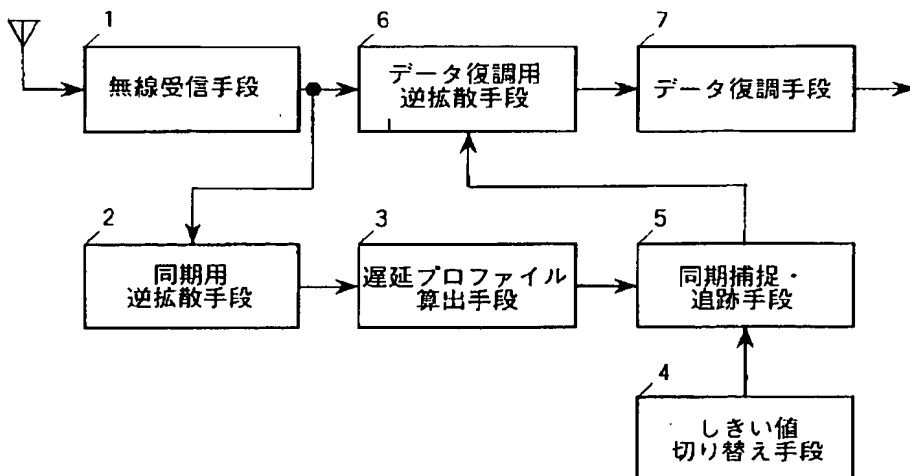 1
無線受信手段
6
データ復調用
逆拡散手段
7
データ復調手段
2
同期用
逆拡散手段
3
遅延プロファイル
算出手段
5
同期捕捉・
追跡手段
4
しきい値
切り替え手段